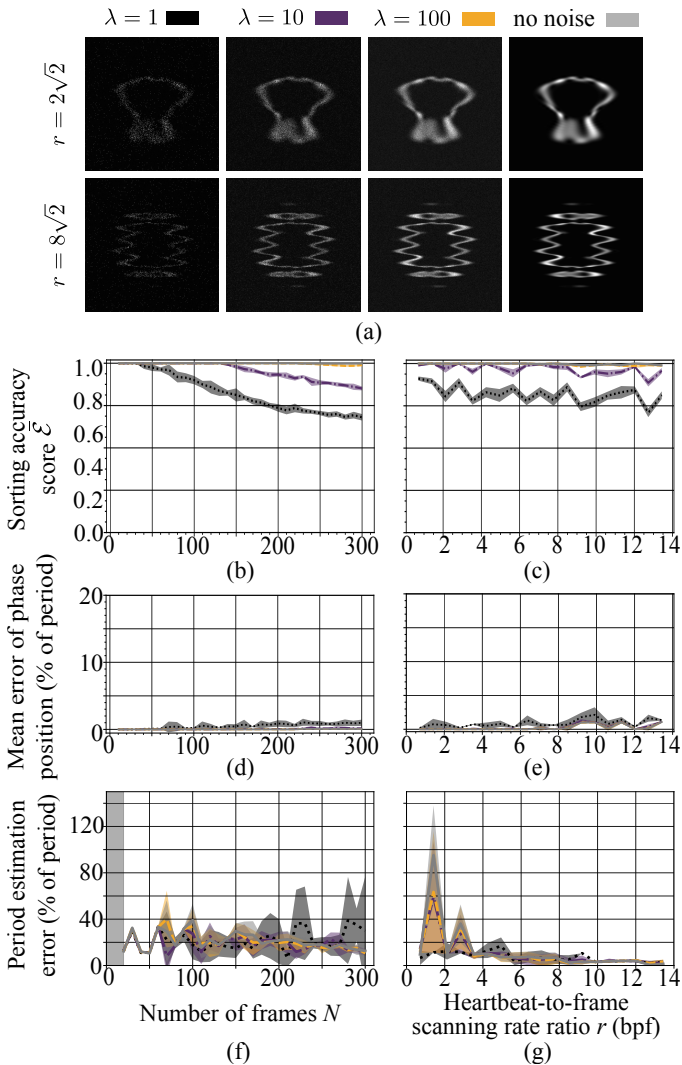 λ = 1 λ = 10 λ = 100 no noise
r = 2√2
r = 8√2
(a)
Sorting accuracy
score Ē
1.0
0.8
0.6
0.4
0.2
0.0
0 100 200 300
(b)
0 2 4 6 8 10 12 14
(c)
Mean error of phase
position (% of period)
20
10
0
0 100 200 300
(d)
0 2 4 6 8 10 12 14
(e)
Period estimation
error (% of period)
120
80
40
0
0 100 200 300
Number of frames N
(f)
0 2 4 6 8 10 12 14
Heartbeat-to-frame
scanning rate ratio r (bpf)
(g)